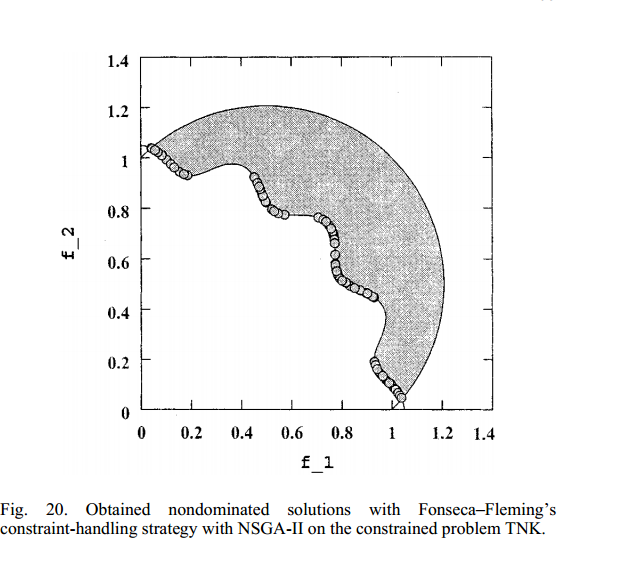 1.4
1.2
1
0.8
0.6
0.4
0.2
0
f_2
0 0.2 0.4 0.6 0.8 1 1.2 1.4
f_1
Fig. 20. Obtained nondominated solutions with Fonseca–Fleming's
constraint-handling strategy with NSGA-II on the constrained problem TNK.